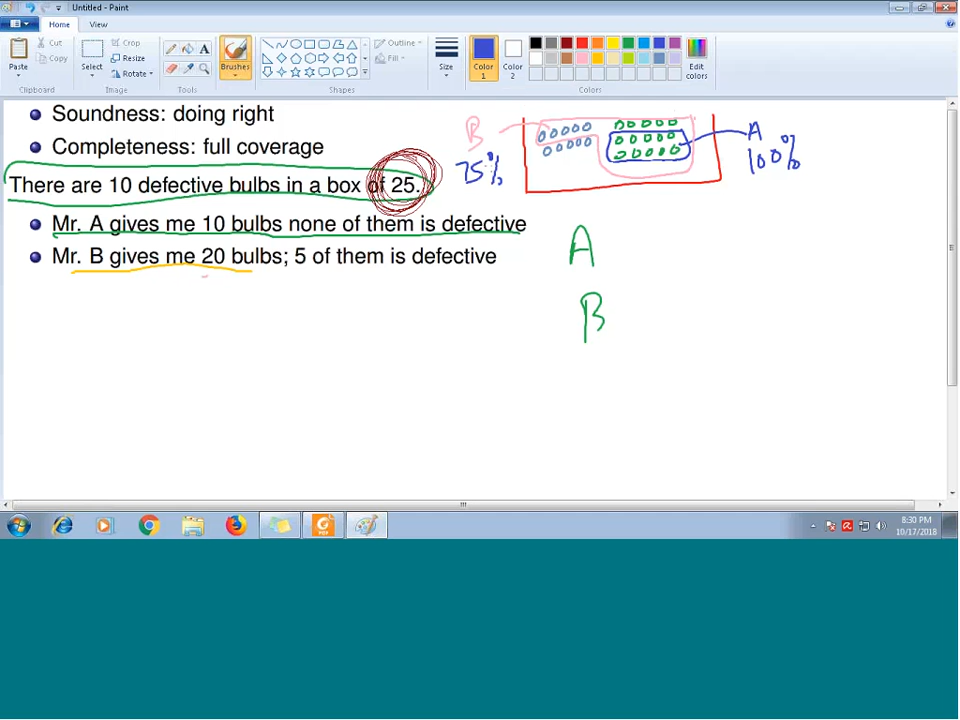 Untitled - Paint
Home View
Paste
Cut
Copy
Clipboard
Select
Crop
Resize
Rotate
Image
A
Tools
Brushes
Outline
Fill
Shapes
Size
Color
1
Color
2
Edit
colors
Colors
Soundness: doing right
Completeness: full coverage
There are 10 defective bulbs in a box of 25.
Mr. A gives me 10 bulbs none of them is defective
Mr. B gives me 20 bulbs; 5 of them is defective
B
75%
A
100%
A
B
PDF
8:30 PM
10/17/2018